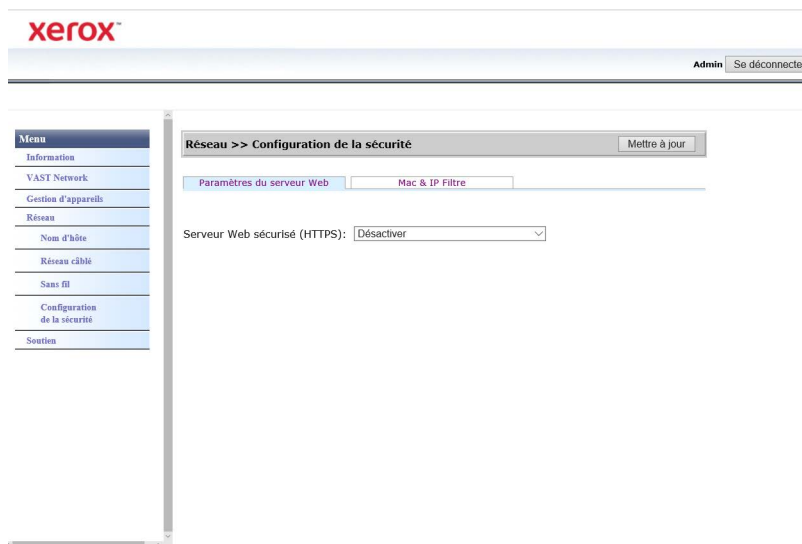 xerox™
Admin Se déconnecte
Menu
Information
VAST Network
Gestion d'appareils
Réseau
Nom d'hôte
Réseau câblé
Sans fil
Configuration
de la sécurité
Soutien
Réseau >> Configuration de la sécurité Mettre à jour
Paramètres du serveur Web Mac & IP Filtre
Serveur Web sécurisé (HTTPS): Désactiver